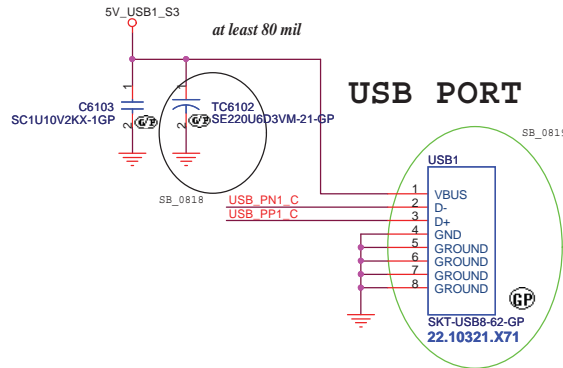 5V_USB1_S3
at least 80 mil
USB PORT
C6103
SC1U10V2KX-1GP
1
2
G/P
TC6102
SE220U6D3VM-21-GP
1
2
G/P
SB_0818
SB_0819
USB1
USB_PN1_C
USB_PP1_C
1 VBUS
2 D-
3 D+
4 GND
5 GROUND
6 GROUND
7 GROUND
8 GROUND
GP
SKT-USB8-62-GP
22.10321.X71